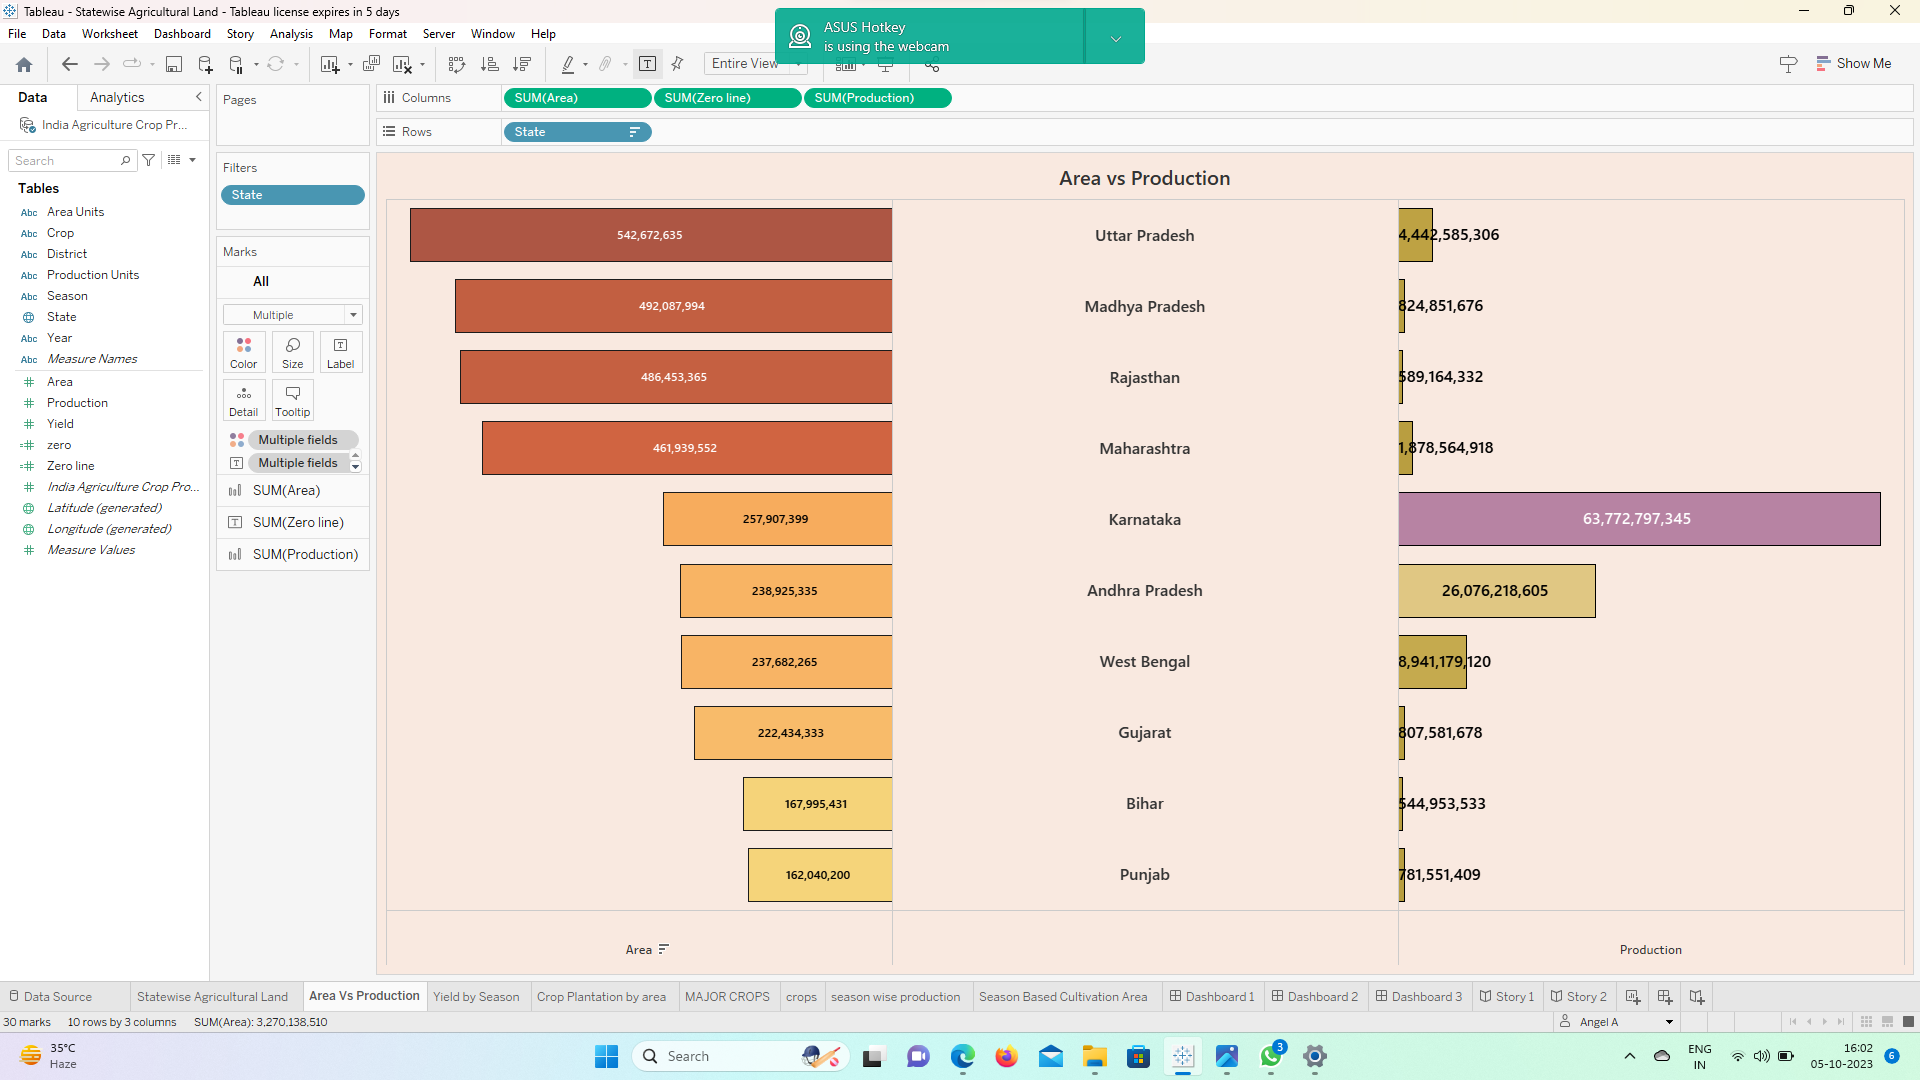 Tableau - Statewise Agricultural Land - Tableau license expires in 5 days
ASUS Hotkey
is using the webcam
File Data Worksheet Dashboard Story Analysis Map Format Server Window Help
Entire View
Show Me
Data Analytics
India Agriculture Crop Pr...
Search
Tables
Abc Area Units
Abc Crop
Abc District
Abc Production Units
Abc Season
State
Abc Year
Abc Measure Names
Area
Production
Yield
zero
Zero line
India Agriculture Crop Pro...
Latitude (generated)
Longitude (generated)
Measure Values
Pages
Filters
State
Marks
All
Multiple
Color Size Label
Detail Tooltip
Multiple fields
Multiple fields
SUM(Area)
SUM(Zero line)
SUM(Production)
Columns SUM(Area) SUM(Zero line) SUM(Production)
Rows State
Area vs Production
542,672,635 Uttar Pradesh 4,442,585,306
492,087,994 Madhya Pradesh 824,851,676
486,453,365 Rajasthan 589,164,332
461,939,552 Maharashtra 1,878,564,918
257,907,399 Karnataka 63,772,797,345
238,925,335 Andhra Pradesh 26,076,218,605
237,682,265 West Bengal 8,941,179,120
222,434,333 Gujarat 807,581,678
167,995,431 Bihar 544,953,533
162,040,200 Punjab 781,551,409
Area Production
Data Source Statewise Agricultural Land Area Vs Production Yield by Season Crop Plantation by area MAJOR CROPS crops season wise production Season Based Cultivation Area Dashboard 1 Dashboard 2 Dashboard 3 Story 1 Story 2
30 marks 10 rows by 3 columns SUM(Area): 3,270,138,510 Angel A
35°C
Haze
Search
3
ENG
IN
16:02
05-10-2023
6